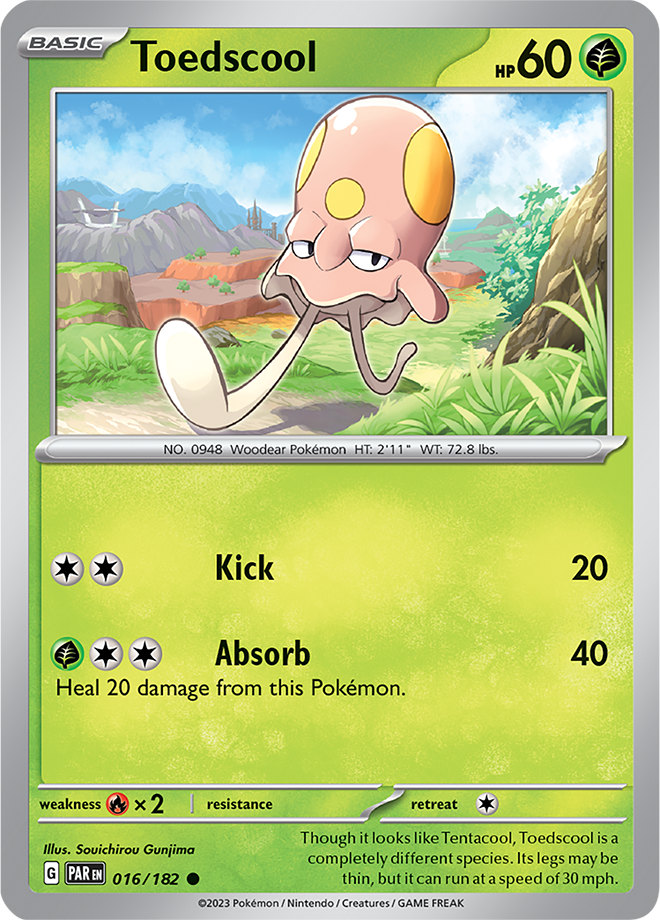 BASIC Toedscool HP 60
NO. 0948 Woodear Pokémon HT: 2'11" WT: 72.8 lbs.
Kick 20
Absorb 40
Heal 20 damage from this Pokémon.
weakness ×2 resistance retreat
Illus. Souichirou Gunjima
Though it looks like Tentacool, Toedscool is a
completely different species. Its legs may be
thin, but it can run at a speed of 30 mph.
G PAR EN 016/182
©2023 Pokémon / Nintendo / Creatures / GAME FREAK